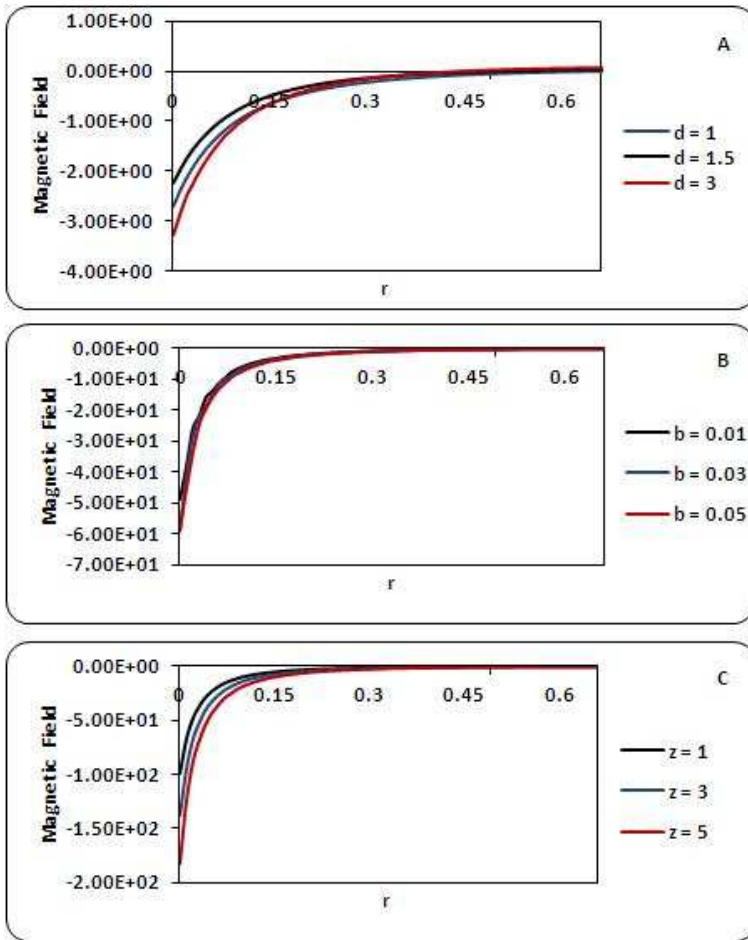 A
1.00E+00
0.00E+00
-1.00E+00
-2.00E+00
-3.00E+00
-4.00E+00
Magnetic Field
0 0.15 0.3 0.45 0.6
r
d = 1
d = 1.5
d = 3
B
0.00E+00
-1.00E+01
-2.00E+01
-3.00E+01
-4.00E+01
-5.00E+01
-6.00E+01
-7.00E+01
Magnetic Field
0 0.15 0.3 0.45 0.6
r
b = 0.01
b = 0.03
b = 0.05
C
0.00E+00
-5.00E+01
-1.00E+02
-1.50E+02
-2.00E+02
Magnetic Field
0 0.15 0.3 0.45 0.6
r
z = 1
z = 3
z = 5